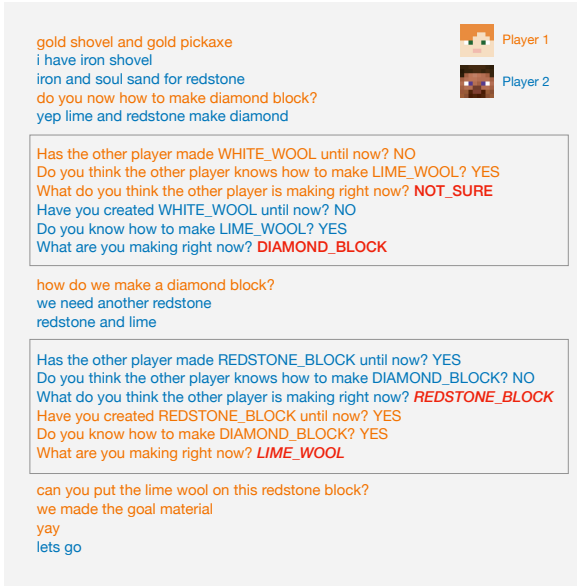 Player 1
Player 2
gold shovel and gold pickaxe
i have iron shovel
iron and soul sand for redstone
do you now how to make diamond block?
yep lime and redstone make diamond
Has the other player made WHITE_WOOL until now? NO
Do you think the other player knows how to make LIME_WOOL? YES
What do you think the other player is making right now? NOT_SURE
Have you created WHITE_WOOL until now? NO
Do you know how to make LIME_WOOL? YES
What are you making right now? DIAMOND_BLOCK
how do we make a diamond block?
we need another redstone
redstone and lime
Has the other player made REDSTONE_BLOCK until now? YES
Do you think the other player knows how to make DIAMOND_BLOCK? NO
What do you think the other player is making right now? REDSTONE_BLOCK
Have you created REDSTONE_BLOCK until now? YES
Do you know how to make DIAMOND_BLOCK? YES
What are you making right now? LIME_WOOL
can you put the lime wool on this redstone block?
we made the goal material
yay
lets go